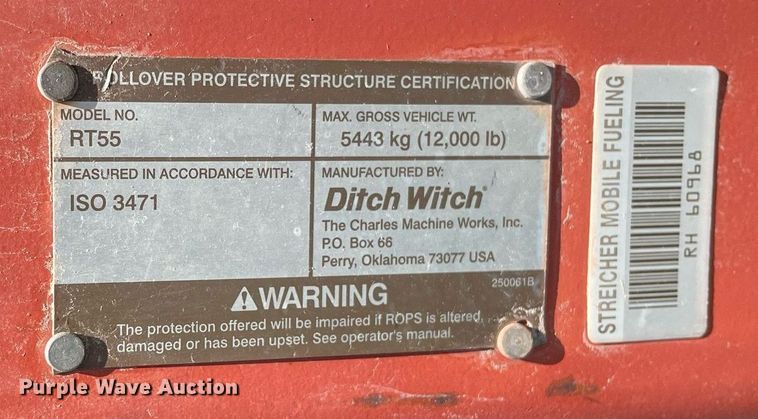 ROLLOVER PROTECTIVE STRUCTURE CERTIFICATION
MODEL NO.
RT55
MAX. GROSS VEHICLE WT.
5443 kg (12,000 lb)
MEASURED IN ACCORDANCE WITH:
ISO 3471
MANUFACTURED BY:
Ditch Witch®
The Charles Machine Works, Inc.
P.O. Box 66
Perry, Oklahoma 73077 USA
250061B
⚠WARNING
The protection offered will be impaired if ROPS is altered,
damaged or has been upset. See operator's manual.
STREICHER MOBILE FUELING
RH 60968
Purple Wave Auction